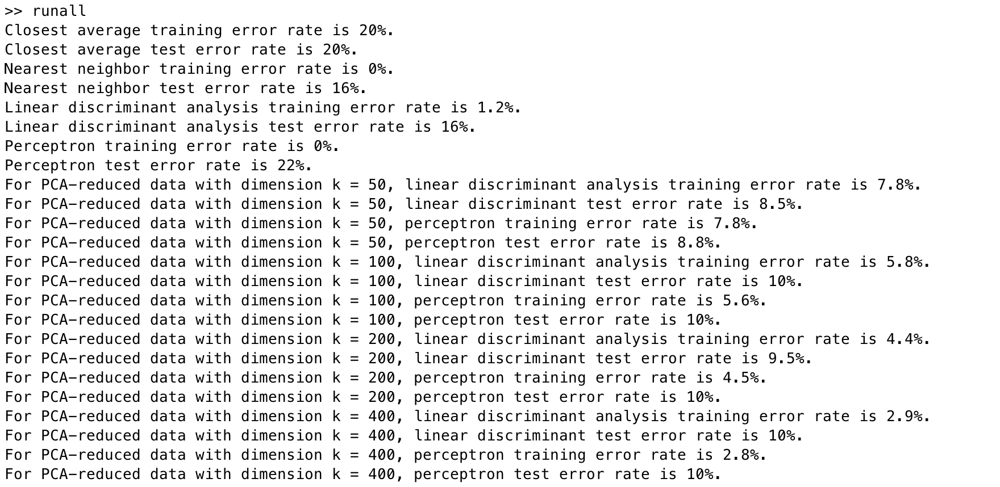 >> runall
Closest average training error rate is 20%.
Closest average test error rate is 20%.
Nearest neighbor training error rate is 0%.
Nearest neighbor test error rate is 16%.
Linear discriminant analysis training error rate is 1.2%.
Linear discriminant analysis test error rate is 16%.
Perceptron training error rate is 0%.
Perceptron test error rate is 22%.
For PCA-reduced data with dimension k = 50, linear discriminant analysis training error rate is 7.8%.
For PCA-reduced data with dimension k = 50, linear discriminant test error rate is 8.5%.
For PCA-reduced data with dimension k = 50, perceptron training error rate is 7.8%.
For PCA-reduced data with dimension k = 50, perceptron test error rate is 8.8%.
For PCA-reduced data with dimension k = 100, linear discriminant analysis training error rate is 5.8%.
For PCA-reduced data with dimension k = 100, linear discriminant test error rate is 10%.
For PCA-reduced data with dimension k = 100, perceptron training error rate is 5.6%.
For PCA-reduced data with dimension k = 100, perceptron test error rate is 10%.
For PCA-reduced data with dimension k = 200, linear discriminant analysis training error rate is 4.4%.
For PCA-reduced data with dimension k = 200, linear discriminant test error rate is 9.5%.
For PCA-reduced data with dimension k = 200, perceptron training error rate is 4.5%.
For PCA-reduced data with dimension k = 200, perceptron test error rate is 10%.
For PCA-reduced data with dimension k = 400, linear discriminant analysis training error rate is 2.9%.
For PCA-reduced data with dimension k = 400, linear discriminant test error rate is 10%.
For PCA-reduced data with dimension k = 400, perceptron training error rate is 2.8%.
For PCA-reduced data with dimension k = 400, perceptron test error rate is 10%.